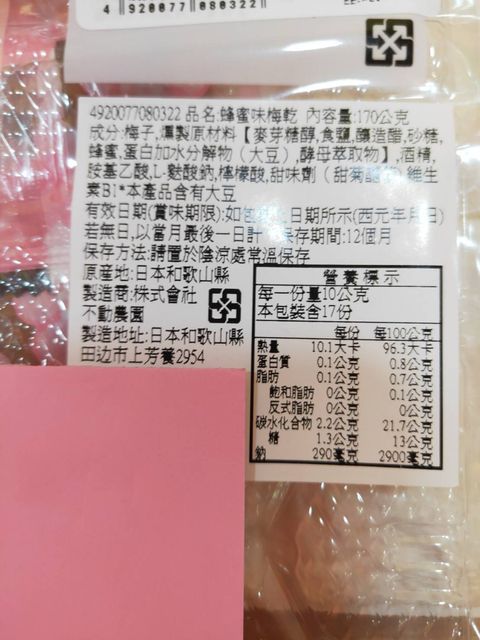 4 920077 080322
4920077080322 品名:蜂蜜味梅乾 內容量:170公克
成分:梅子,燻製原材料【麥芽糖醇,食鹽,釀造醋,砂糖,
蜂蜜,蛋白加水分解物(大豆),酵母萃取物】,酒精,
胺基乙酸,L-麩酸鈉,檸檬酸,甜味劑(甜菊醣 維生
素B1*本產品含有大豆
有效日期(賞味期限):如包 日期所示(西元年月日)
若無日,以當月最後一日計 保存期間:12個月
保存方法:請置於陰涼處常溫保存
原產地:日本和歌山縣
製造商:株式會社
不動農園
製造地址:日本和歌山縣
田辺市上芳養2954
營養標示
每一份量10公克
本包裝含17份
每份 每100公克
熱量 10.1大卡 96.3大卡
蛋白質 0.1公克 0.8公克
脂肪 0.1公克 0.7公克
飽和脂肪 0公克 0.1公克
反式脂肪 0公克 0公克
碳水化合物 2.2公克 21.7公克
糖 1.3公克 13公克
鈉 290毫克 2900毫克